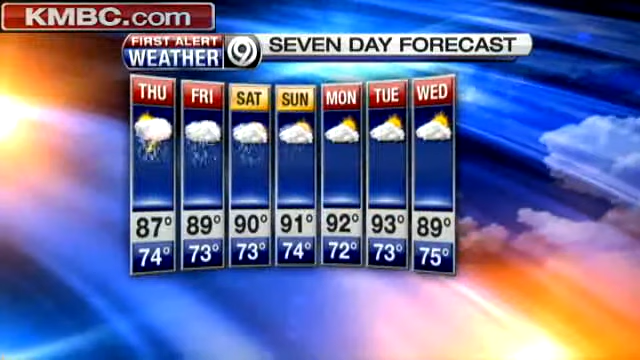 KMBC.com
FIRST ALERT
WEATHER 9
SEVEN DAY FORECAST
THU FRI SAT SUN MON TUE WED
87° 89° 90° 91° 92° 93° 89°
74° 73° 73° 74° 72° 73° 75°